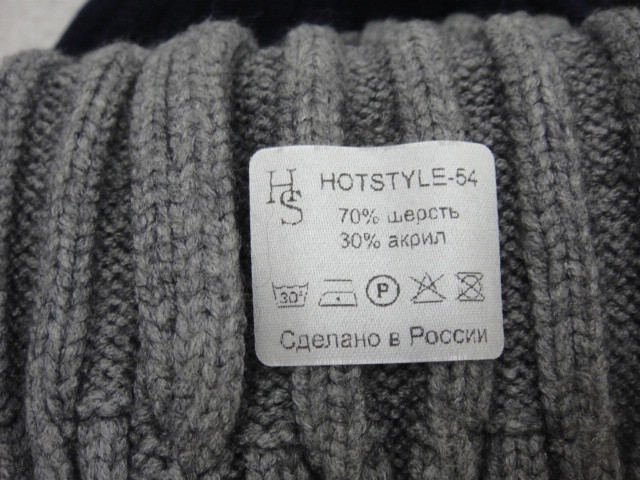 HS HOTSTYLE-54
70% шерсть
30% акрил
30° P
Сделано в России